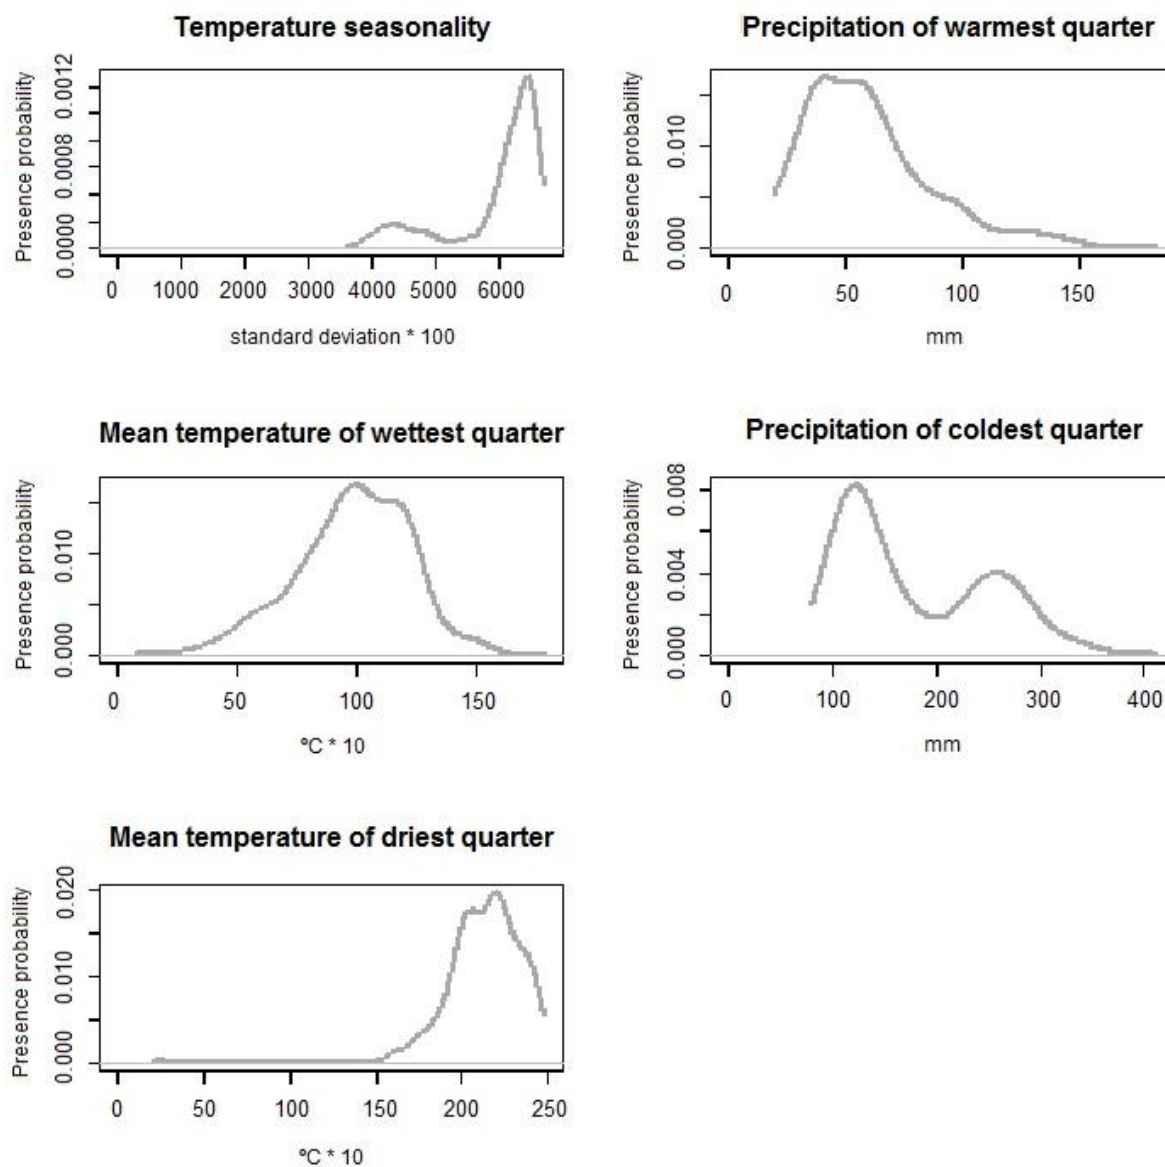 Temperature seasonality
Presence probability
0.0012
0.0008
0.0000
0 1000 2000 3000 4000 5000 6000
standard deviation * 100
Precipitation of warmest quarter
Presence probability
0.010
0.000
0 50 100 150
mm
Mean temperature of wettest quarter
Presence probability
0.010
0.000
0 50 100 150
ºC * 10
Precipitation of coldest quarter
Presence probability
0.008
0.004
0.000
0 100 200 300 400
mm
Mean temperature of driest quarter
Presence probability
0.020
0.010
0.000
0 50 100 150 200 250
ºC * 10